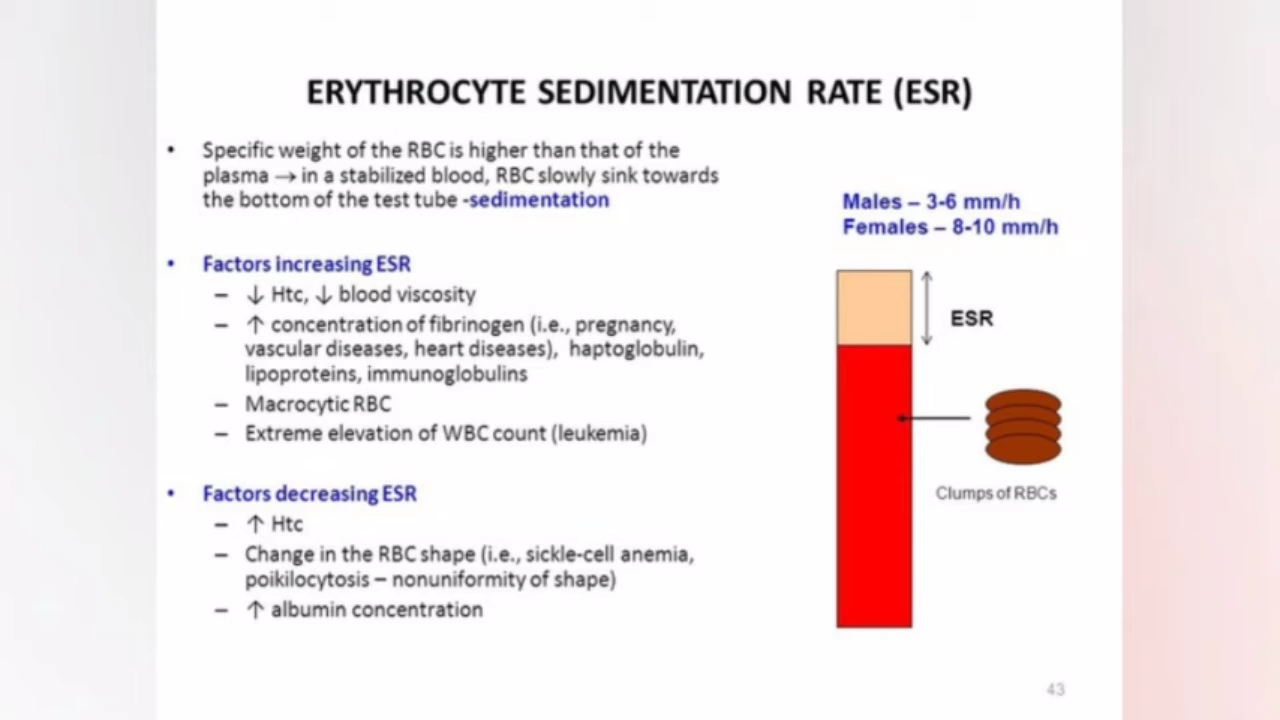 ERYTHROCYTE SEDIMENTATION RATE (ESR)
• Specific weight of the RBC is higher than that of the
plasma → in a stabilized blood, RBC slowly sink towards
the bottom of the test tube -sedimentation
• Factors increasing ESR
– ↓ Htc, ↓ blood viscosity
– ↑ concentration of fibrinogen (i.e., pregnancy,
vascular diseases, heart diseases), haptoglobulin,
lipoproteins, immunoglobulins
– Macrocytic RBC
– Extreme elevation of WBC count (leukemia)
• Factors decreasing ESR
– ↑ Htc
– Change in the RBC shape (i.e., sickle-cell anemia,
poikilocytosis – nonuniformity of shape)
– ↑ albumin concentration
Males – 3-6 mm/h
Females – 8-10 mm/h
ESR
Clumps of RBCs
43